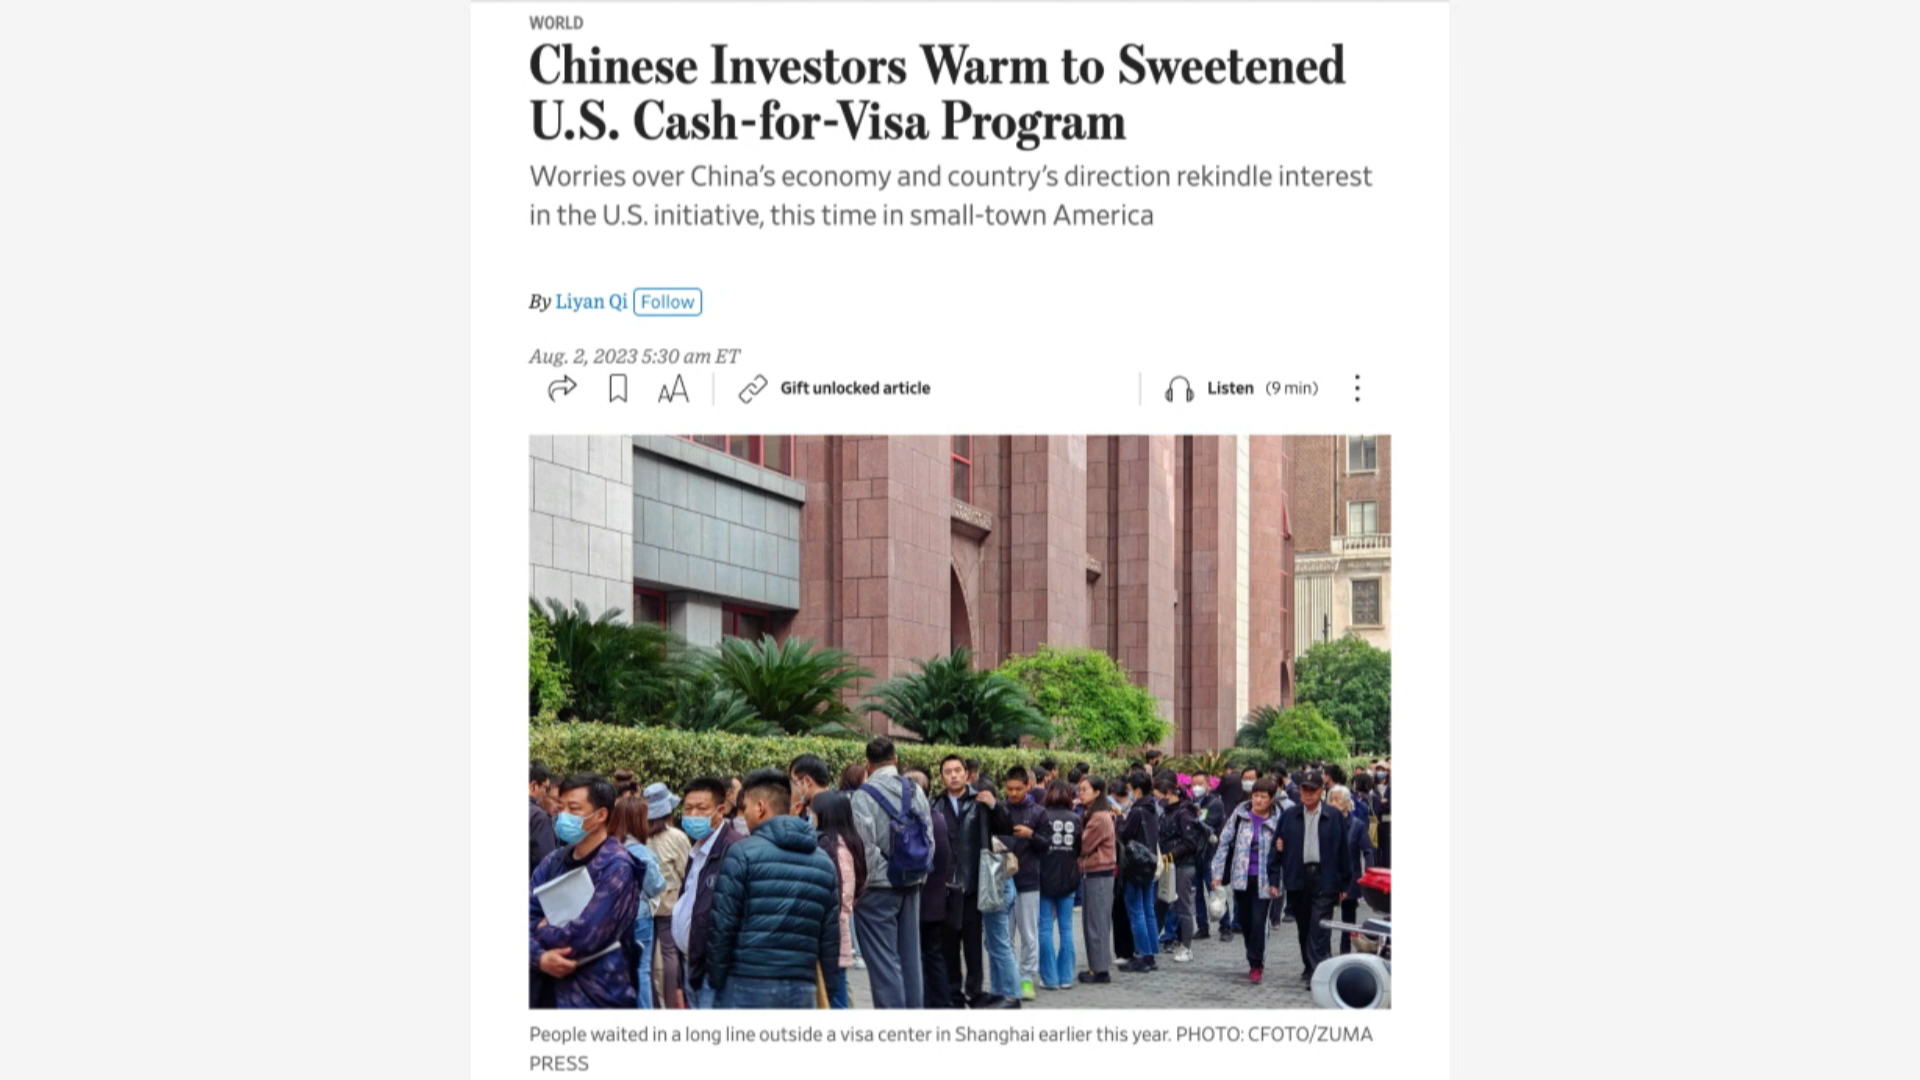 WORLD
Chinese Investors Warm to Sweetened
U.S. Cash-for-Visa Program
Worries over China's economy and country's direction rekindle interest
in the U.S. initiative, this time in small-town America
By Liyan Qi Follow
Aug. 2, 2023 5:30 am ET
AA Gift unlocked article Listen (9 min)
People waited in a long line outside a visa center in Shanghai earlier this year. PHOTO: CFOTO/ZUMA
PRESS